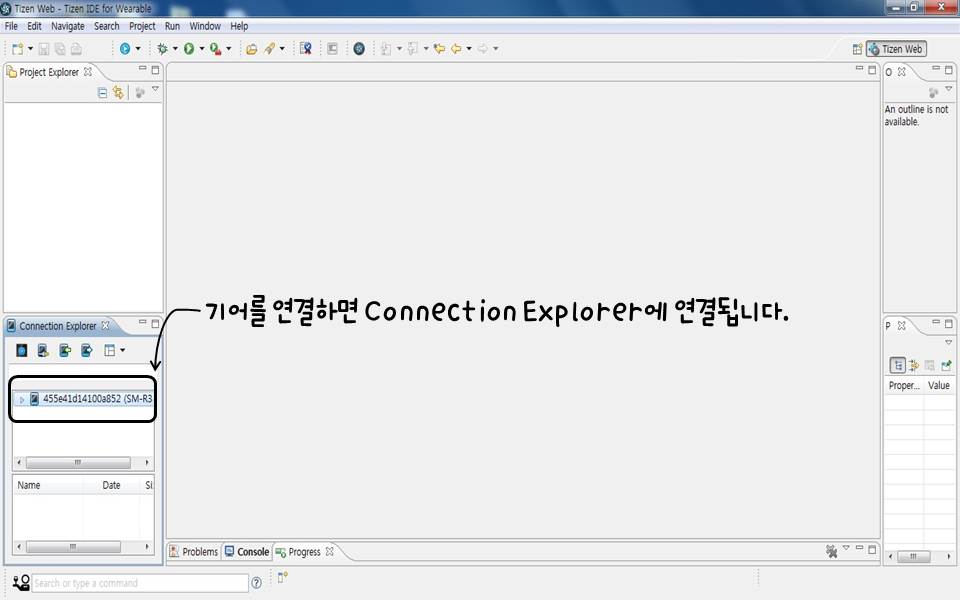 Tizen Web - Tizen IDE for Wearable
File Edit Navigate Search Project Run Window Help
Tizen Web
Project Explorer
O
An outline is not
available.
기어를 연결하면 Connection Explorer에 연결됩니다.
Connection Explorer
455e41d14100a852 (SM-R3
Name Date Si
P
Proper... Value
Problems Console Progress
Search or type a command